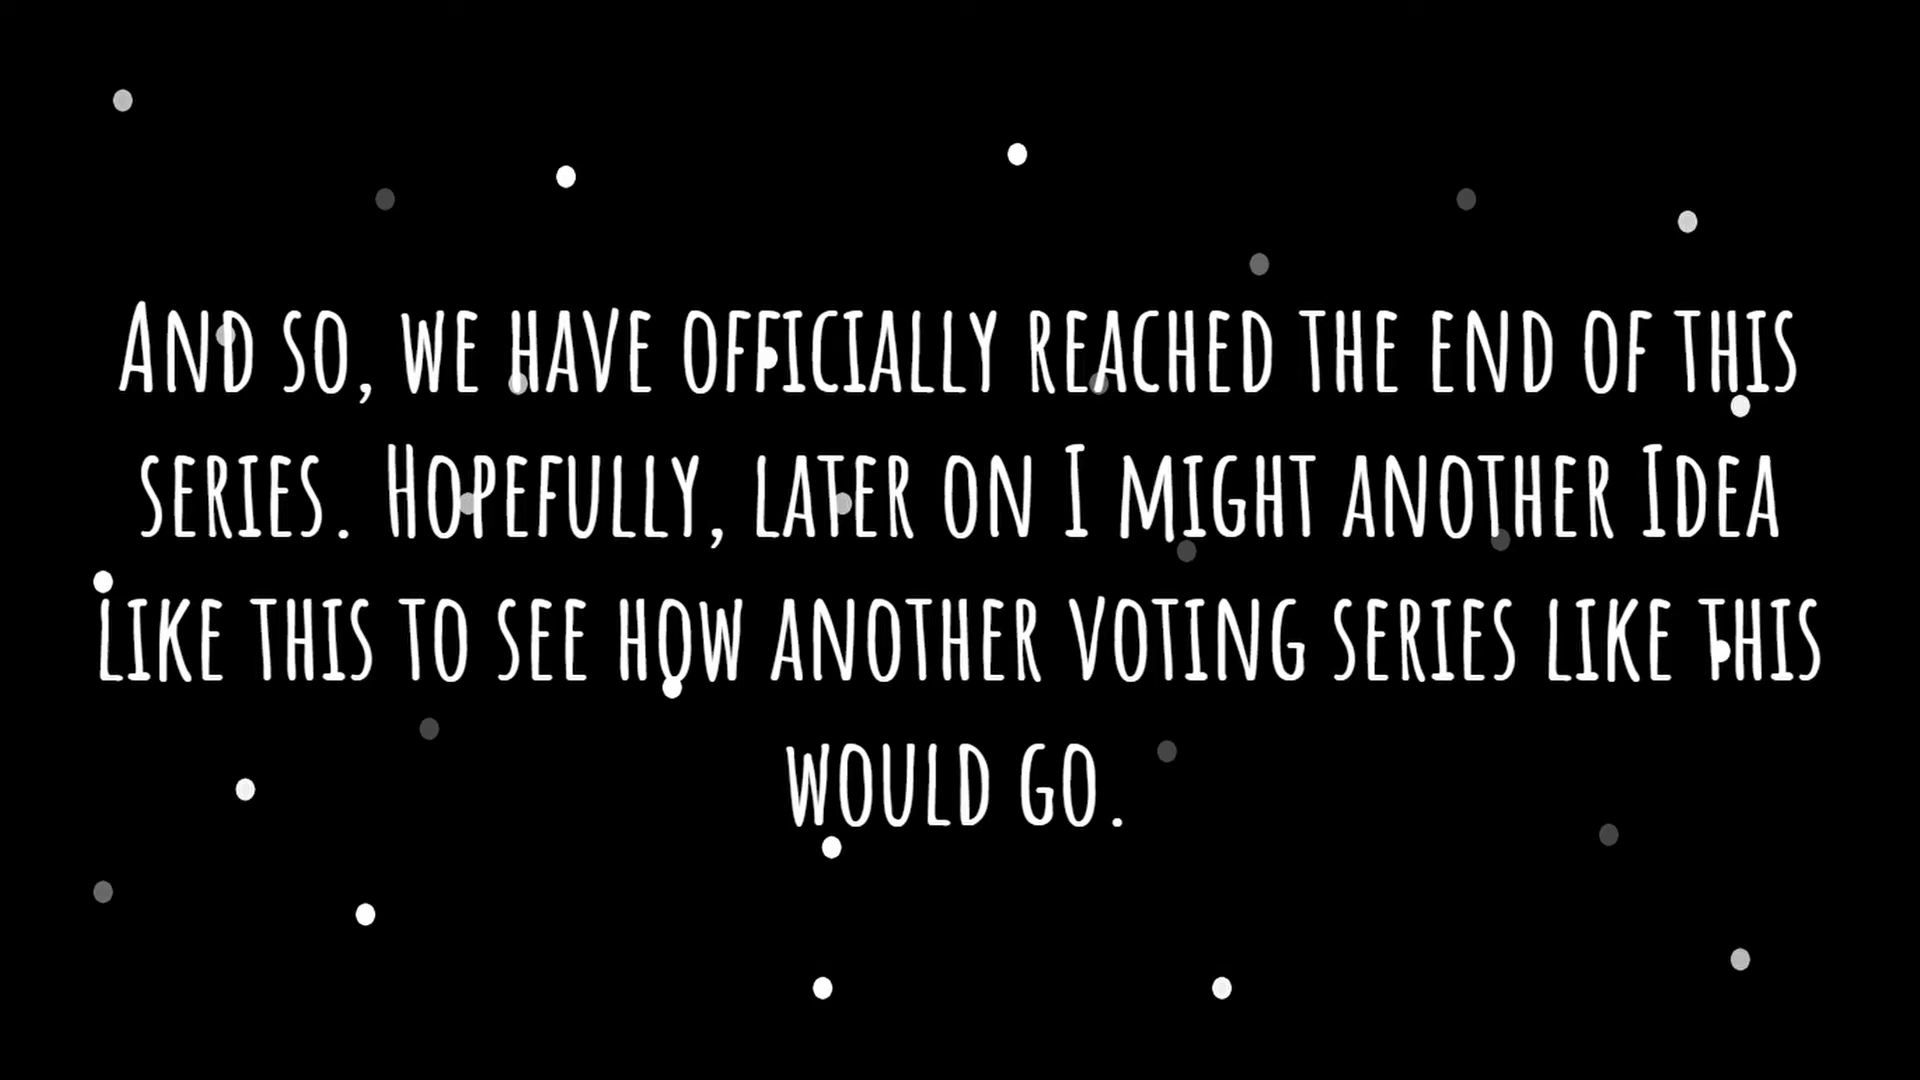 And so, we have officially reached the end of this
series. Hopefully, later on I might another Idea
like this to see how another voting series like this
would go.